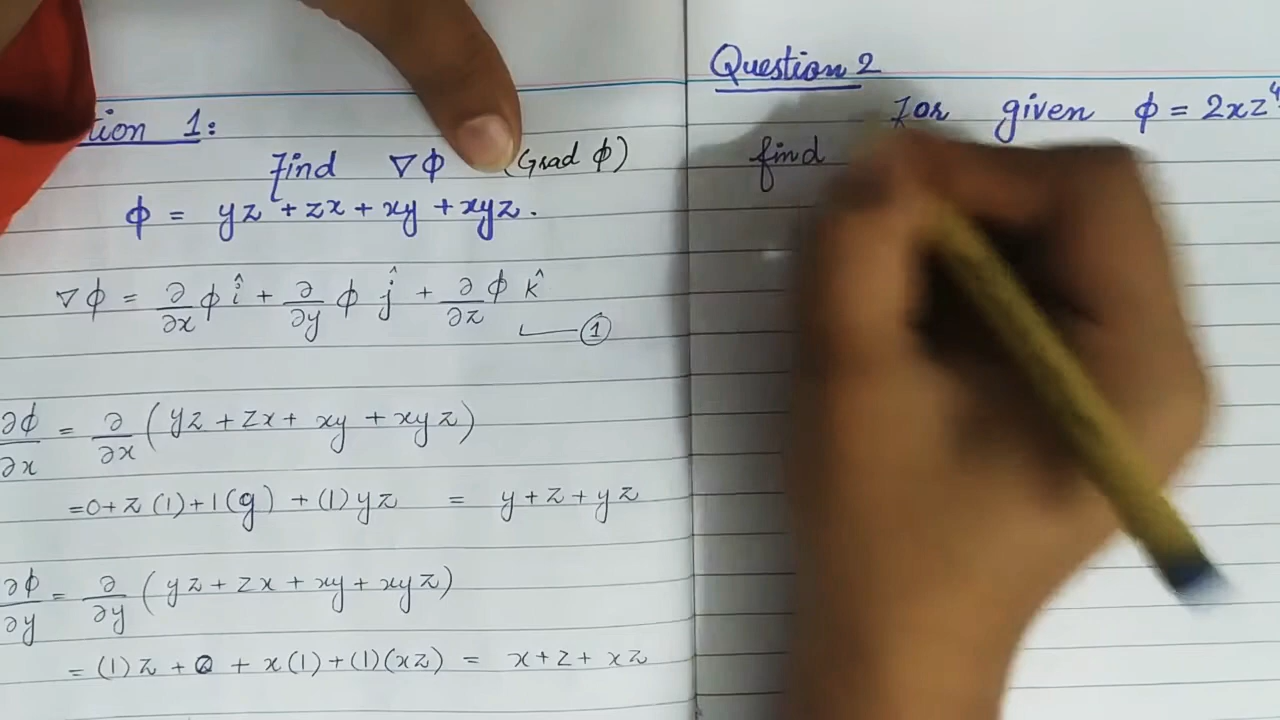 tion 1:
Find ∇ϕ (Grad ϕ)
ϕ = yz + zx + xy + xyz.
∇ϕ = ∂/∂x ϕ î + ∂/∂y ϕ ĵ + ∂/∂z ϕ k̂
①
∂ϕ/∂x = ∂/∂x (yz + zx + xy + xyz)
= 0 + z(1) + 1(y) + (1)yz = y + z + yz
∂ϕ/∂y = ∂/∂y (yz + zx + xy + xyz)
= (1)z + 0 + x(1) + (1)(xz) = x + z + xz
Question 2
For given ϕ = 2xz⁴
find